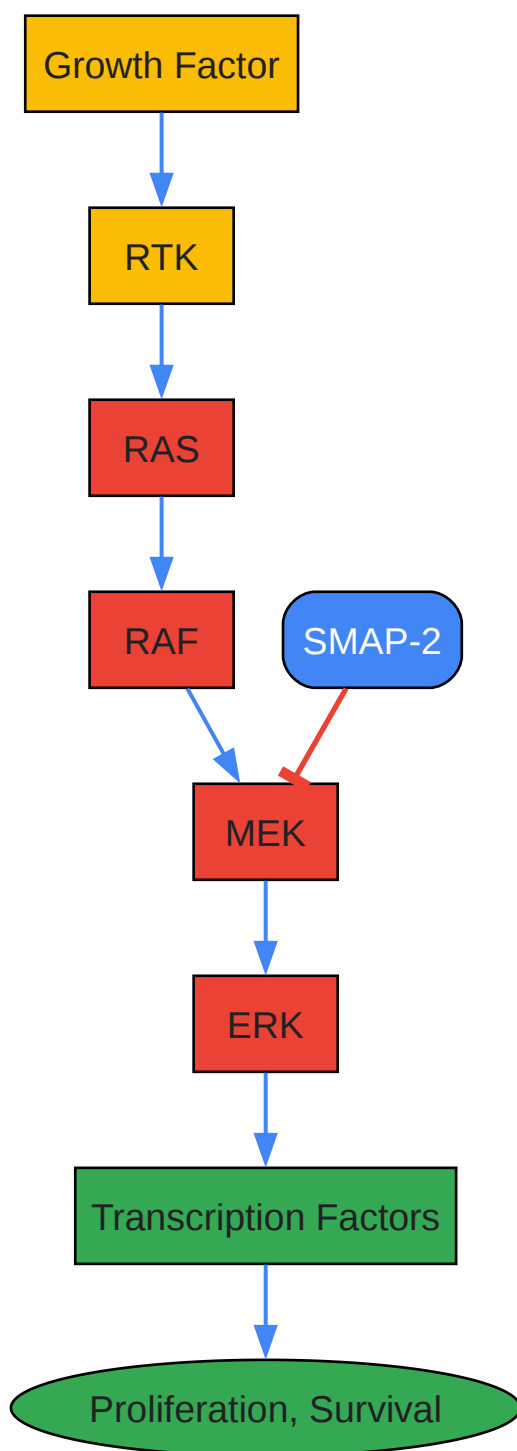 Growth Factor
RTK
RAS
RAF
SMAP-2
MEK
ERK
Transcription Factors
Proliferation, Survival